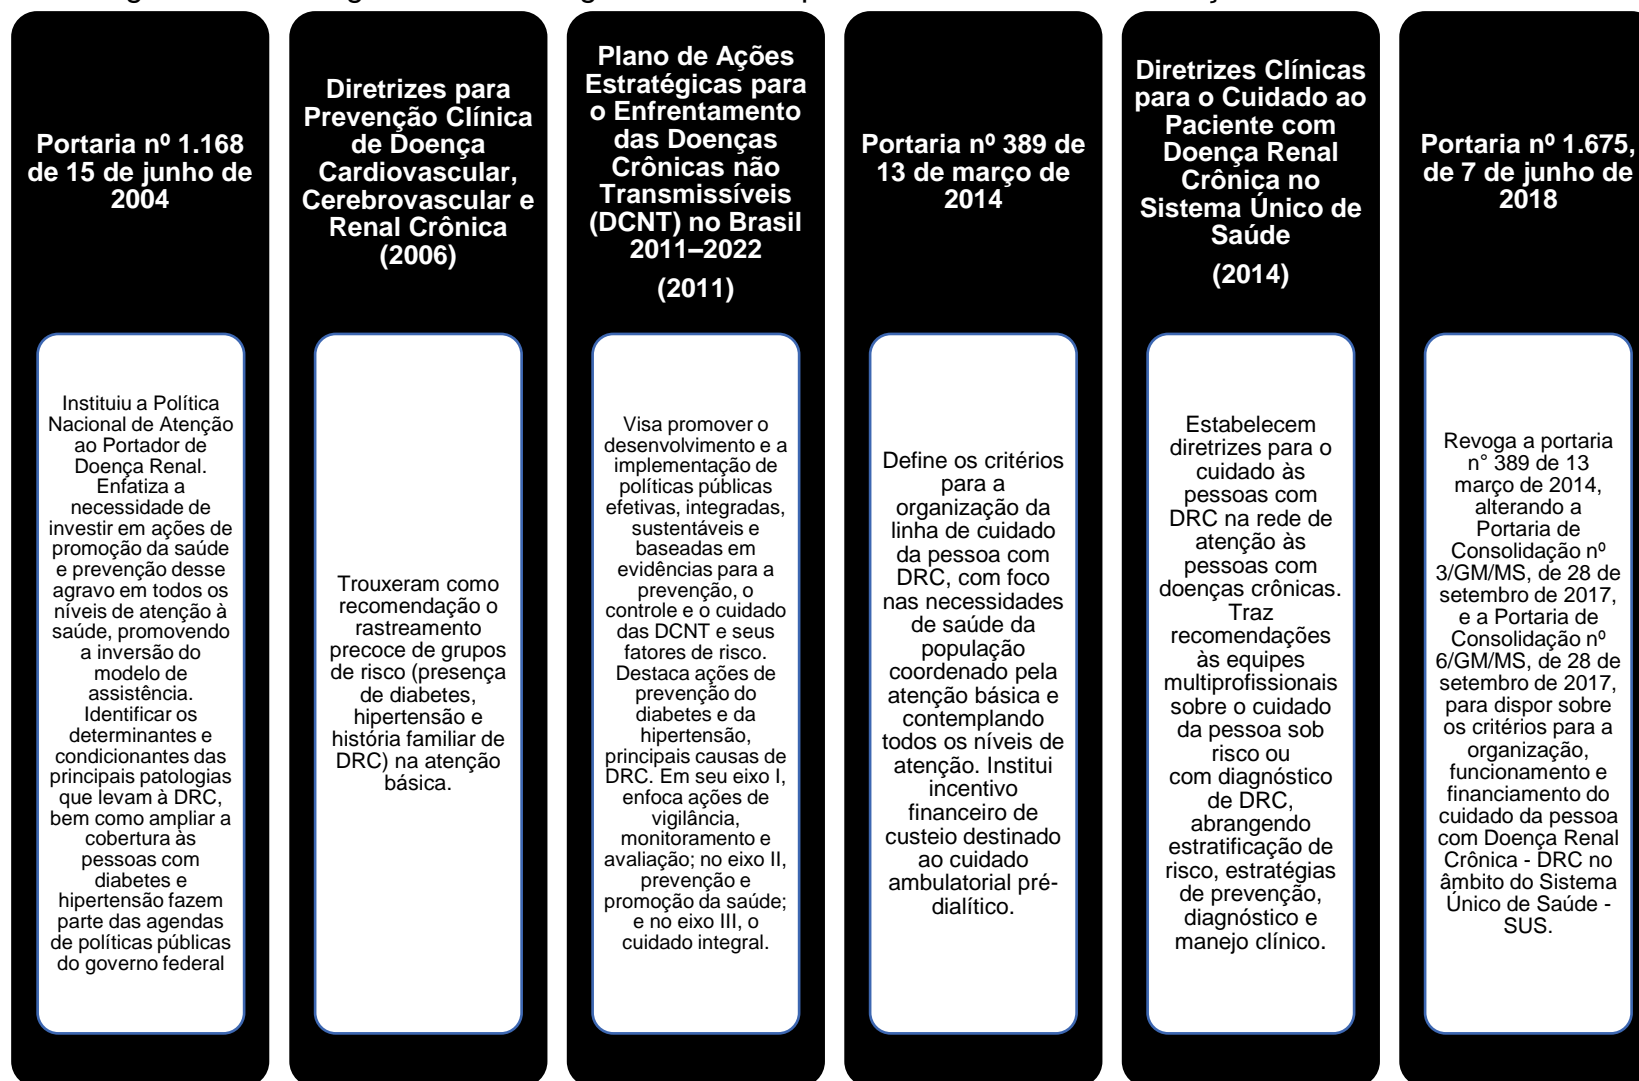 Portaria nº 1.168
de 15 de junho de
2004
Instituiu a Política
Nacional de Atenção
ao Portador de
Doença Renal.
Enfatiza a
necessidade de
investir em ações de
promoção da saúde
e prevenção desse
agravo em todos os
níveis de atenção à
saúde, promovendo
a inversão do
modelo de
assistência.
Identificar os
determinantes e
condicionantes das
principais patologias
que levam à DRC,
bem como ampliar a
cobertura às
pessoas com
diabetes e
hipertensão fazem
parte das agendas
de políticas públicas
do governo federal
Diretrizes para
Prevenção Clínica
de Doença
Cardiovascular,
Cerebrovascular e
Renal Crônica
(2006)
Trouxeram como
recomendação o
rastreamento
precoce de grupos
de risco (presença
de diabetes,
hipertensão e
história familiar de
DRC) na atenção
básica.
Plano de Ações
Estratégicas para
o Enfrentamento
das Doenças
Crônicas não
Transmissíveis
(DCNT) no Brasil
2011–2022
(2011)
Visa promover o
desenvolvimento e a
implementação de
políticas públicas
efetivas, integradas,
sustentáveis e
baseadas em
evidências para a
prevenção, o
controle e o cuidado
das DCNT e seus
fatores de risco.
Destaca ações de
prevenção do
diabetes e da
hipertensão,
principais causas de
DRC. Em seu eixo I,
enfoca ações de
vigilância,
monitoramento e
avaliação; no eixo II,
prevenção e
promoção da saúde;
e no eixo III, o
cuidado integral.
Portaria nº 389 de
13 de março de
2014
Define os critérios
para a
organização da
linha de cuidado
da pessoa com
DRC, com foco
nas necessidades
de saúde da
população
coordenado pela
atenção básica e
contemplando
todos os níveis de
atenção. Institui
incentivo
financeiro de
custeio destinado
ao cuidado
ambulatorial pré-
dialítico.
Diretrizes Clínicas
para o Cuidado ao
Paciente com
Doença Renal
Crônica no
Sistema Único de
Saúde
(2014)
Estabelecem
diretrizes para o
cuidado às
pessoas com
DRC na rede de
atenção às
pessoas com
doenças crônicas.
Traz
recomendações
às equipes
multiprofissionais
sobre o cuidado
da pessoa sob
risco ou
com diagnóstico
de DRC,
abrangendo
estratificação de
risco, estratégias
de prevenção,
diagnóstico e
manejo clínico.
Portaria nº 1.675,
de 7 de junho de
2018
Revoga a portaria
n° 389 de 13
março de 2014,
alterando a
Portaria de
Consolidação nº
3/GM/MS, de 28 de
setembro de 2017,
e a Portaria de
Consolidação nº
6/GM/MS, de 28 de
setembro de 2017,
para dispor sobre
os critérios para a
organização,
funcionamento e
financiamento do
cuidado da pessoa
com Doença Renal
Crônica - DRC no
âmbito do Sistema
Único de Saúde -
SUS.